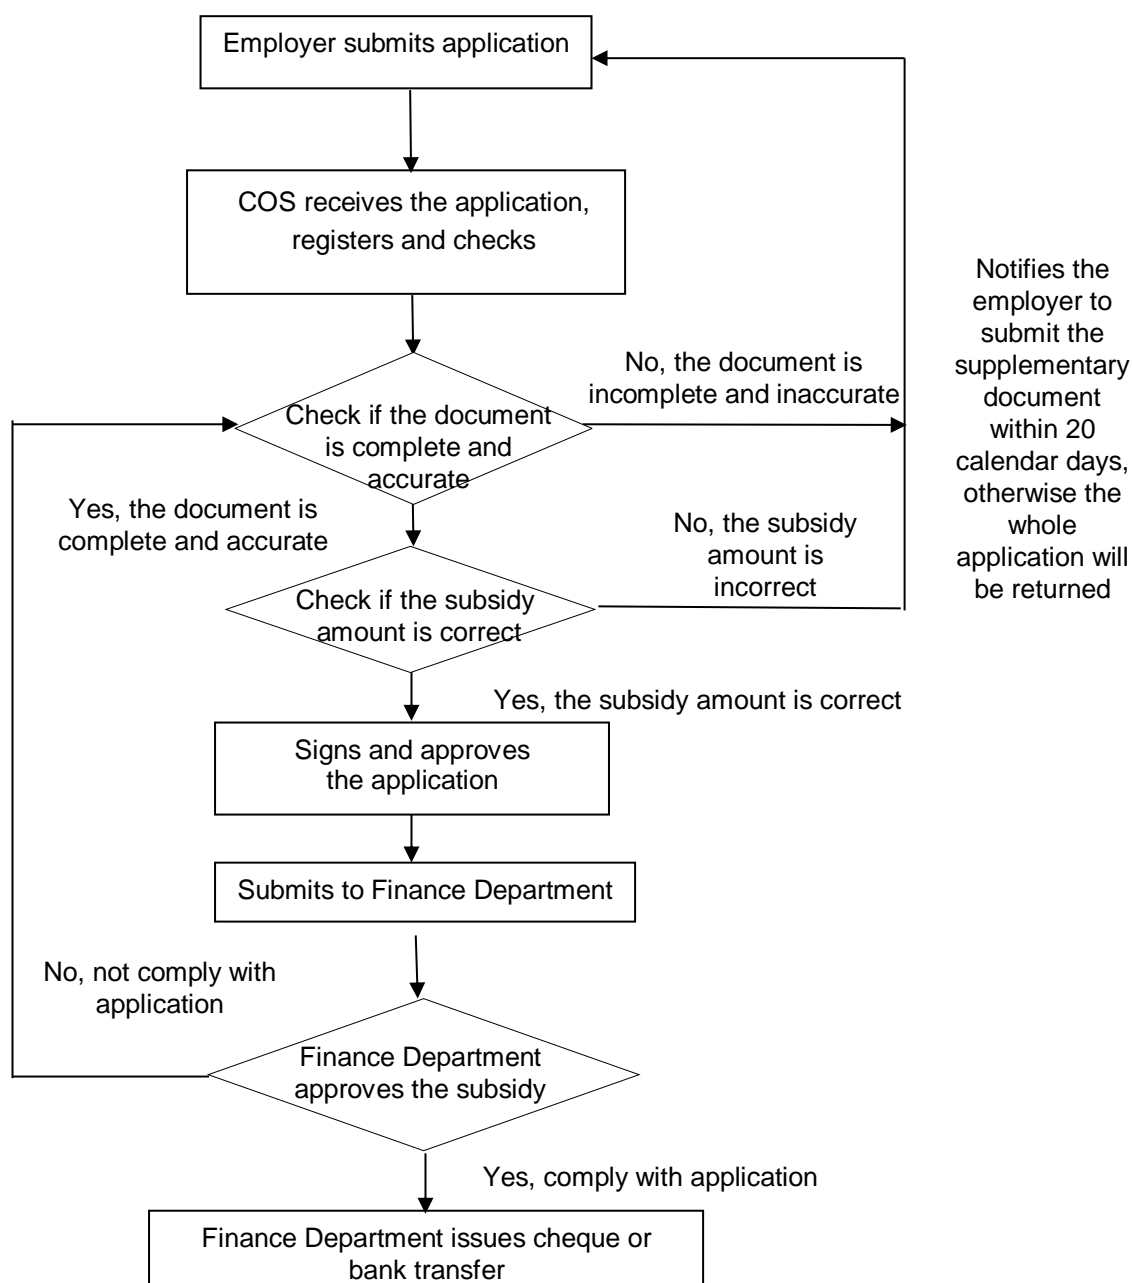 Employer submits application
COS receives the application,
registers and checks
Notifies the
employer to
submit the
supplementary
document
within 20
calendar days,
otherwise the
whole
application will
be returned
No, the document is
incomplete and inaccurate
Check if the document
is complete and
accurate
Yes, the document is
complete and accurate
No, the subsidy
amount is
incorrect
Check if the subsidy
amount is correct
Yes, the subsidy amount is correct
Signs and approves
the application
Submits to Finance Department
No, not comply with
application
Finance Department
approves the subsidy
Yes, comply with application
Finance Department issues cheque or
bank transfer